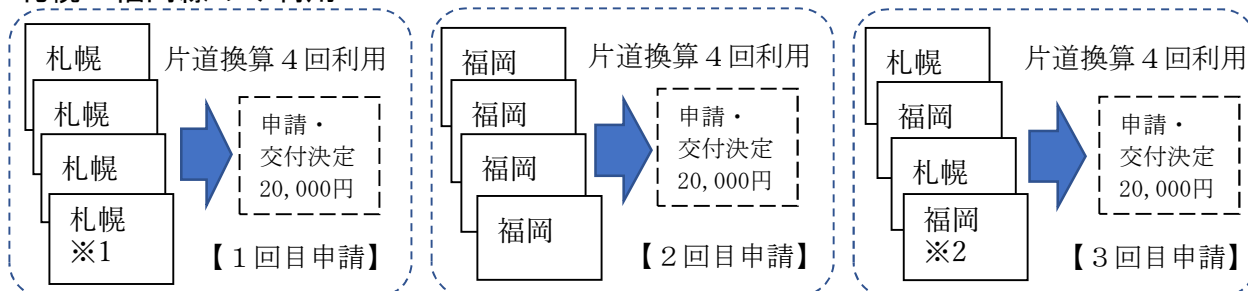 片道換算４回利用
札幌
札幌
札幌
札幌
※1
申請・
交付決定
20,000円
【１回目申請】
片道換算４回利用
福岡
福岡
福岡
福岡
申請・
交付決定
20,000円
【２回目申請】
片道換算４回利用
札幌
福岡
札幌
福岡
※2
申請・
交付決定
20,000円
【３回目申請】